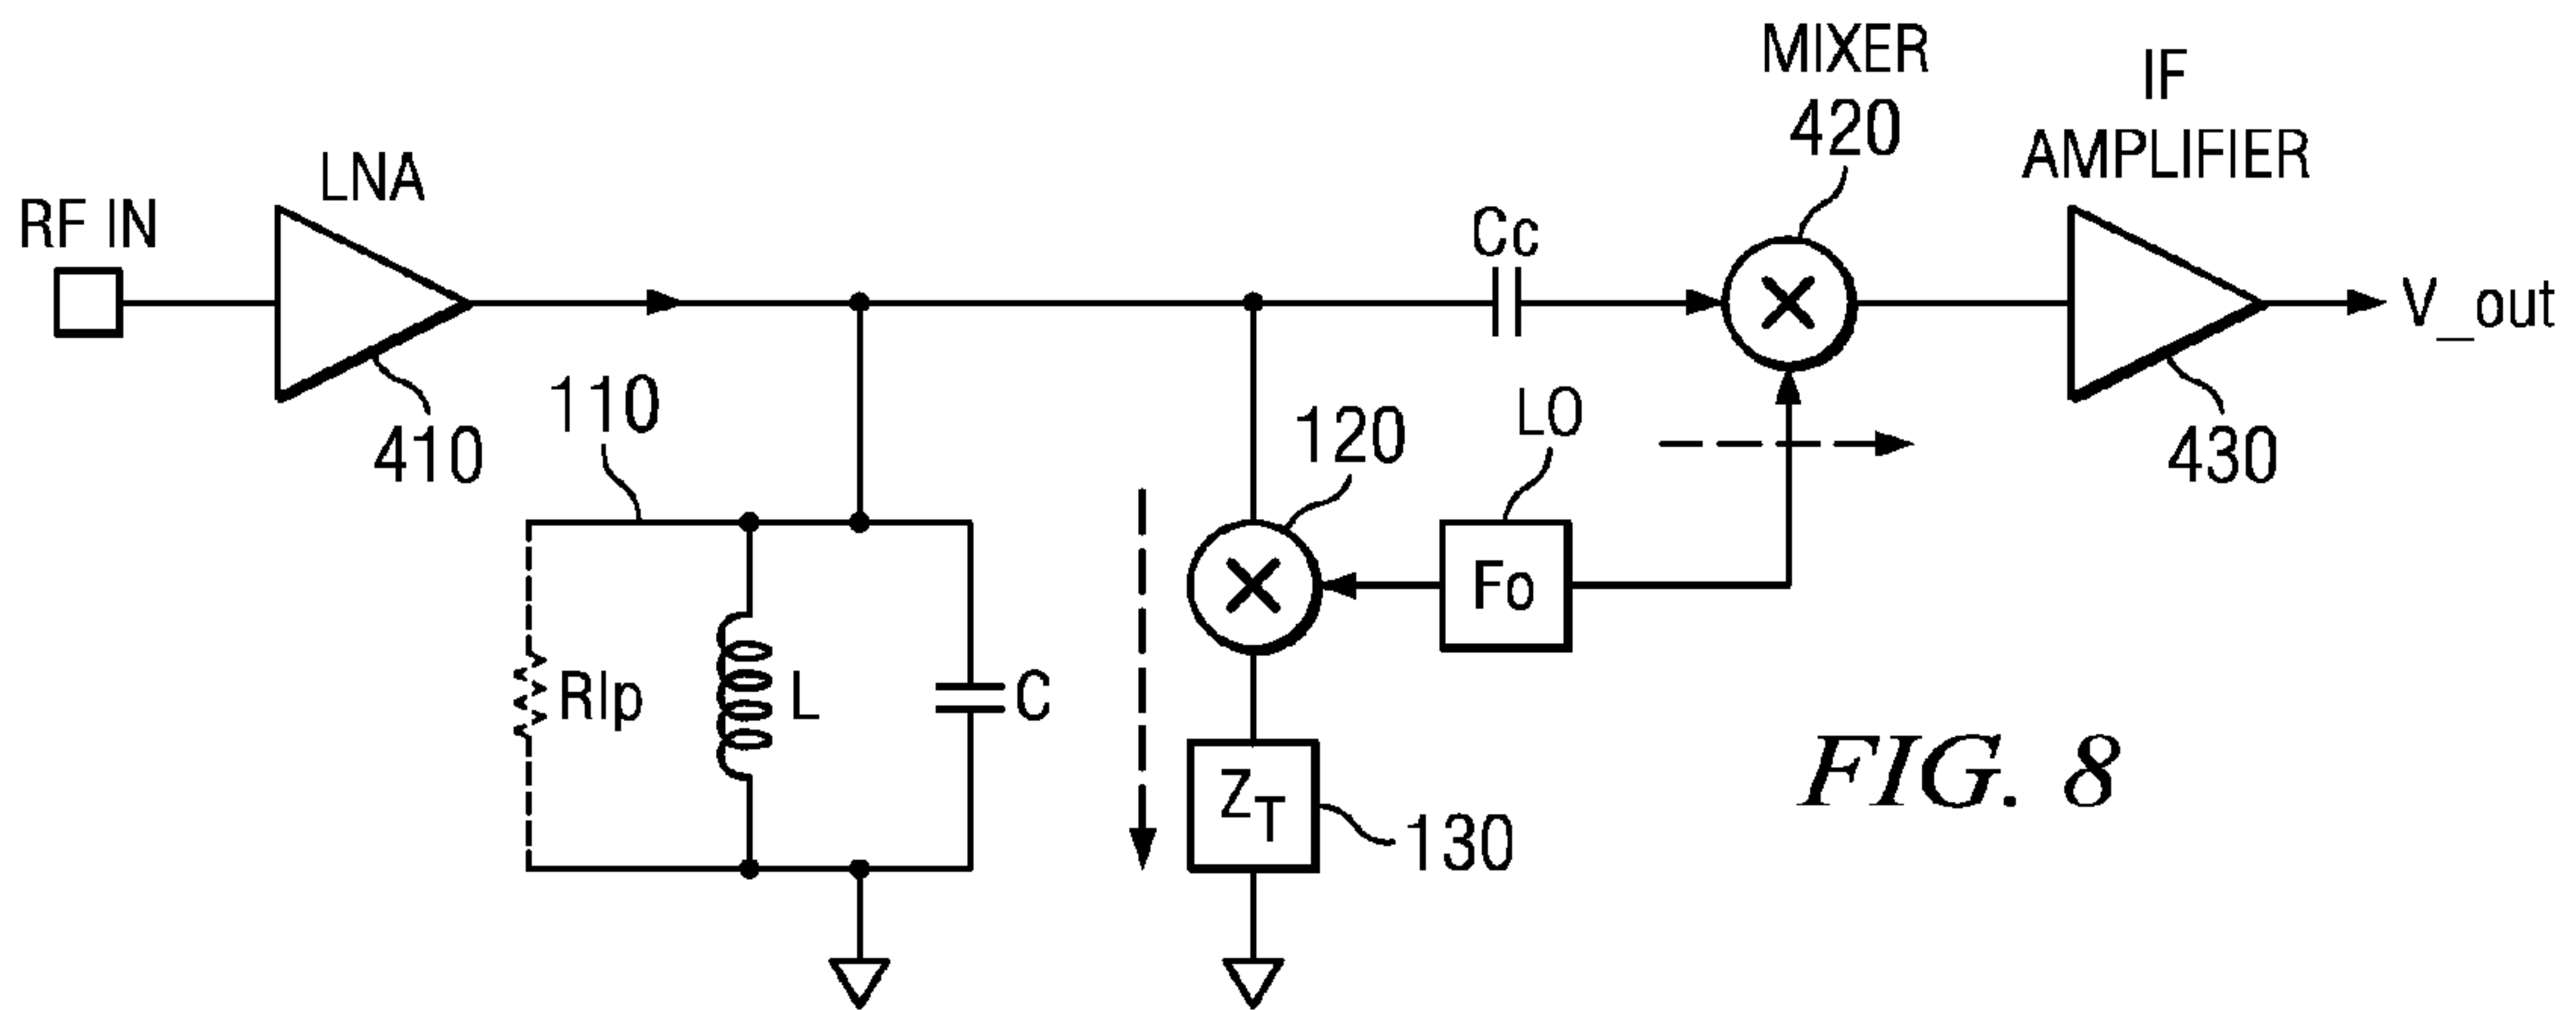 MIXER
420
IF
AMPLIFIER
LNA
RF IN
Cc
V_out
410
110
120
LO
430
Fo
Rlp
L
C
ZT
130
FIG. 8